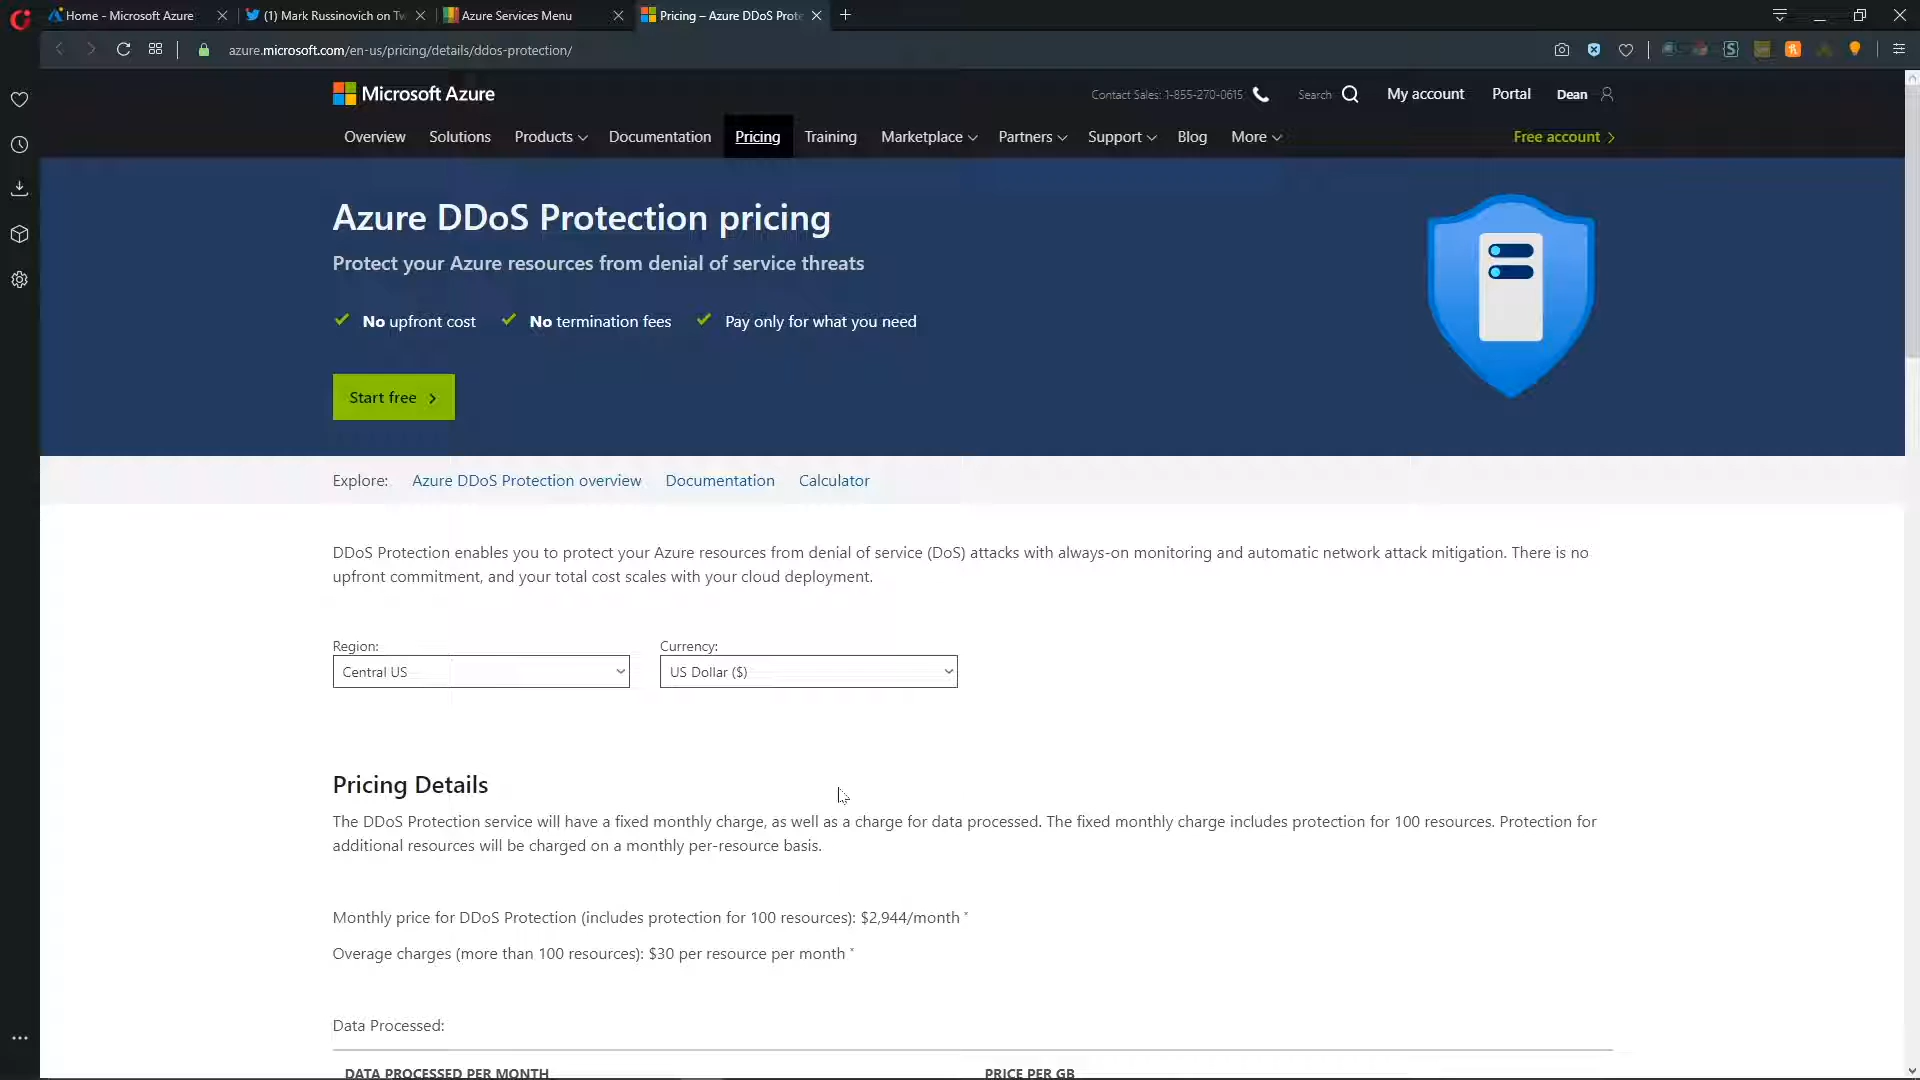 Home - Microsoft Azure
(1) Mark Russinovich on Tw
Azure Services Menu
Pricing – Azure DDoS Prote
azure.microsoft.com/en-us/pricing/details/ddos-protection/
Microsoft Azure
Contact Sales: 1-855-270-0615
Search
My account
Portal
Dean
Overview
Solutions
Products
Documentation
Pricing
Training
Marketplace
Partners
Support
Blog
More
Free account
Azure DDoS Protection pricing
Protect your Azure resources from denial of service threats
No upfront cost
No termination fees
Pay only for what you need
Start free
Explore:
Azure DDoS Protection overview
Documentation
Calculator
DDoS Protection enables you to protect your Azure resources from denial of service (DoS) attacks with always-on monitoring and automatic network attack mitigation. There is no
upfront commitment, and your total cost scales with your cloud deployment.
Region:
Currency:
Central US
US Dollar ($)
Pricing Details
The DDoS Protection service will have a fixed monthly charge, as well as a charge for data processed. The fixed monthly charge includes protection for 100 resources. Protection for
additional resources will be charged on a monthly per-resource basis.
Monthly price for DDoS Protection (includes protection for 100 resources): $2,944/month *
Overage charges (more than 100 resources): $30 per resource per month *
Data Processed:
DATA PROCESSED PER MONTH
PRICE PER GB